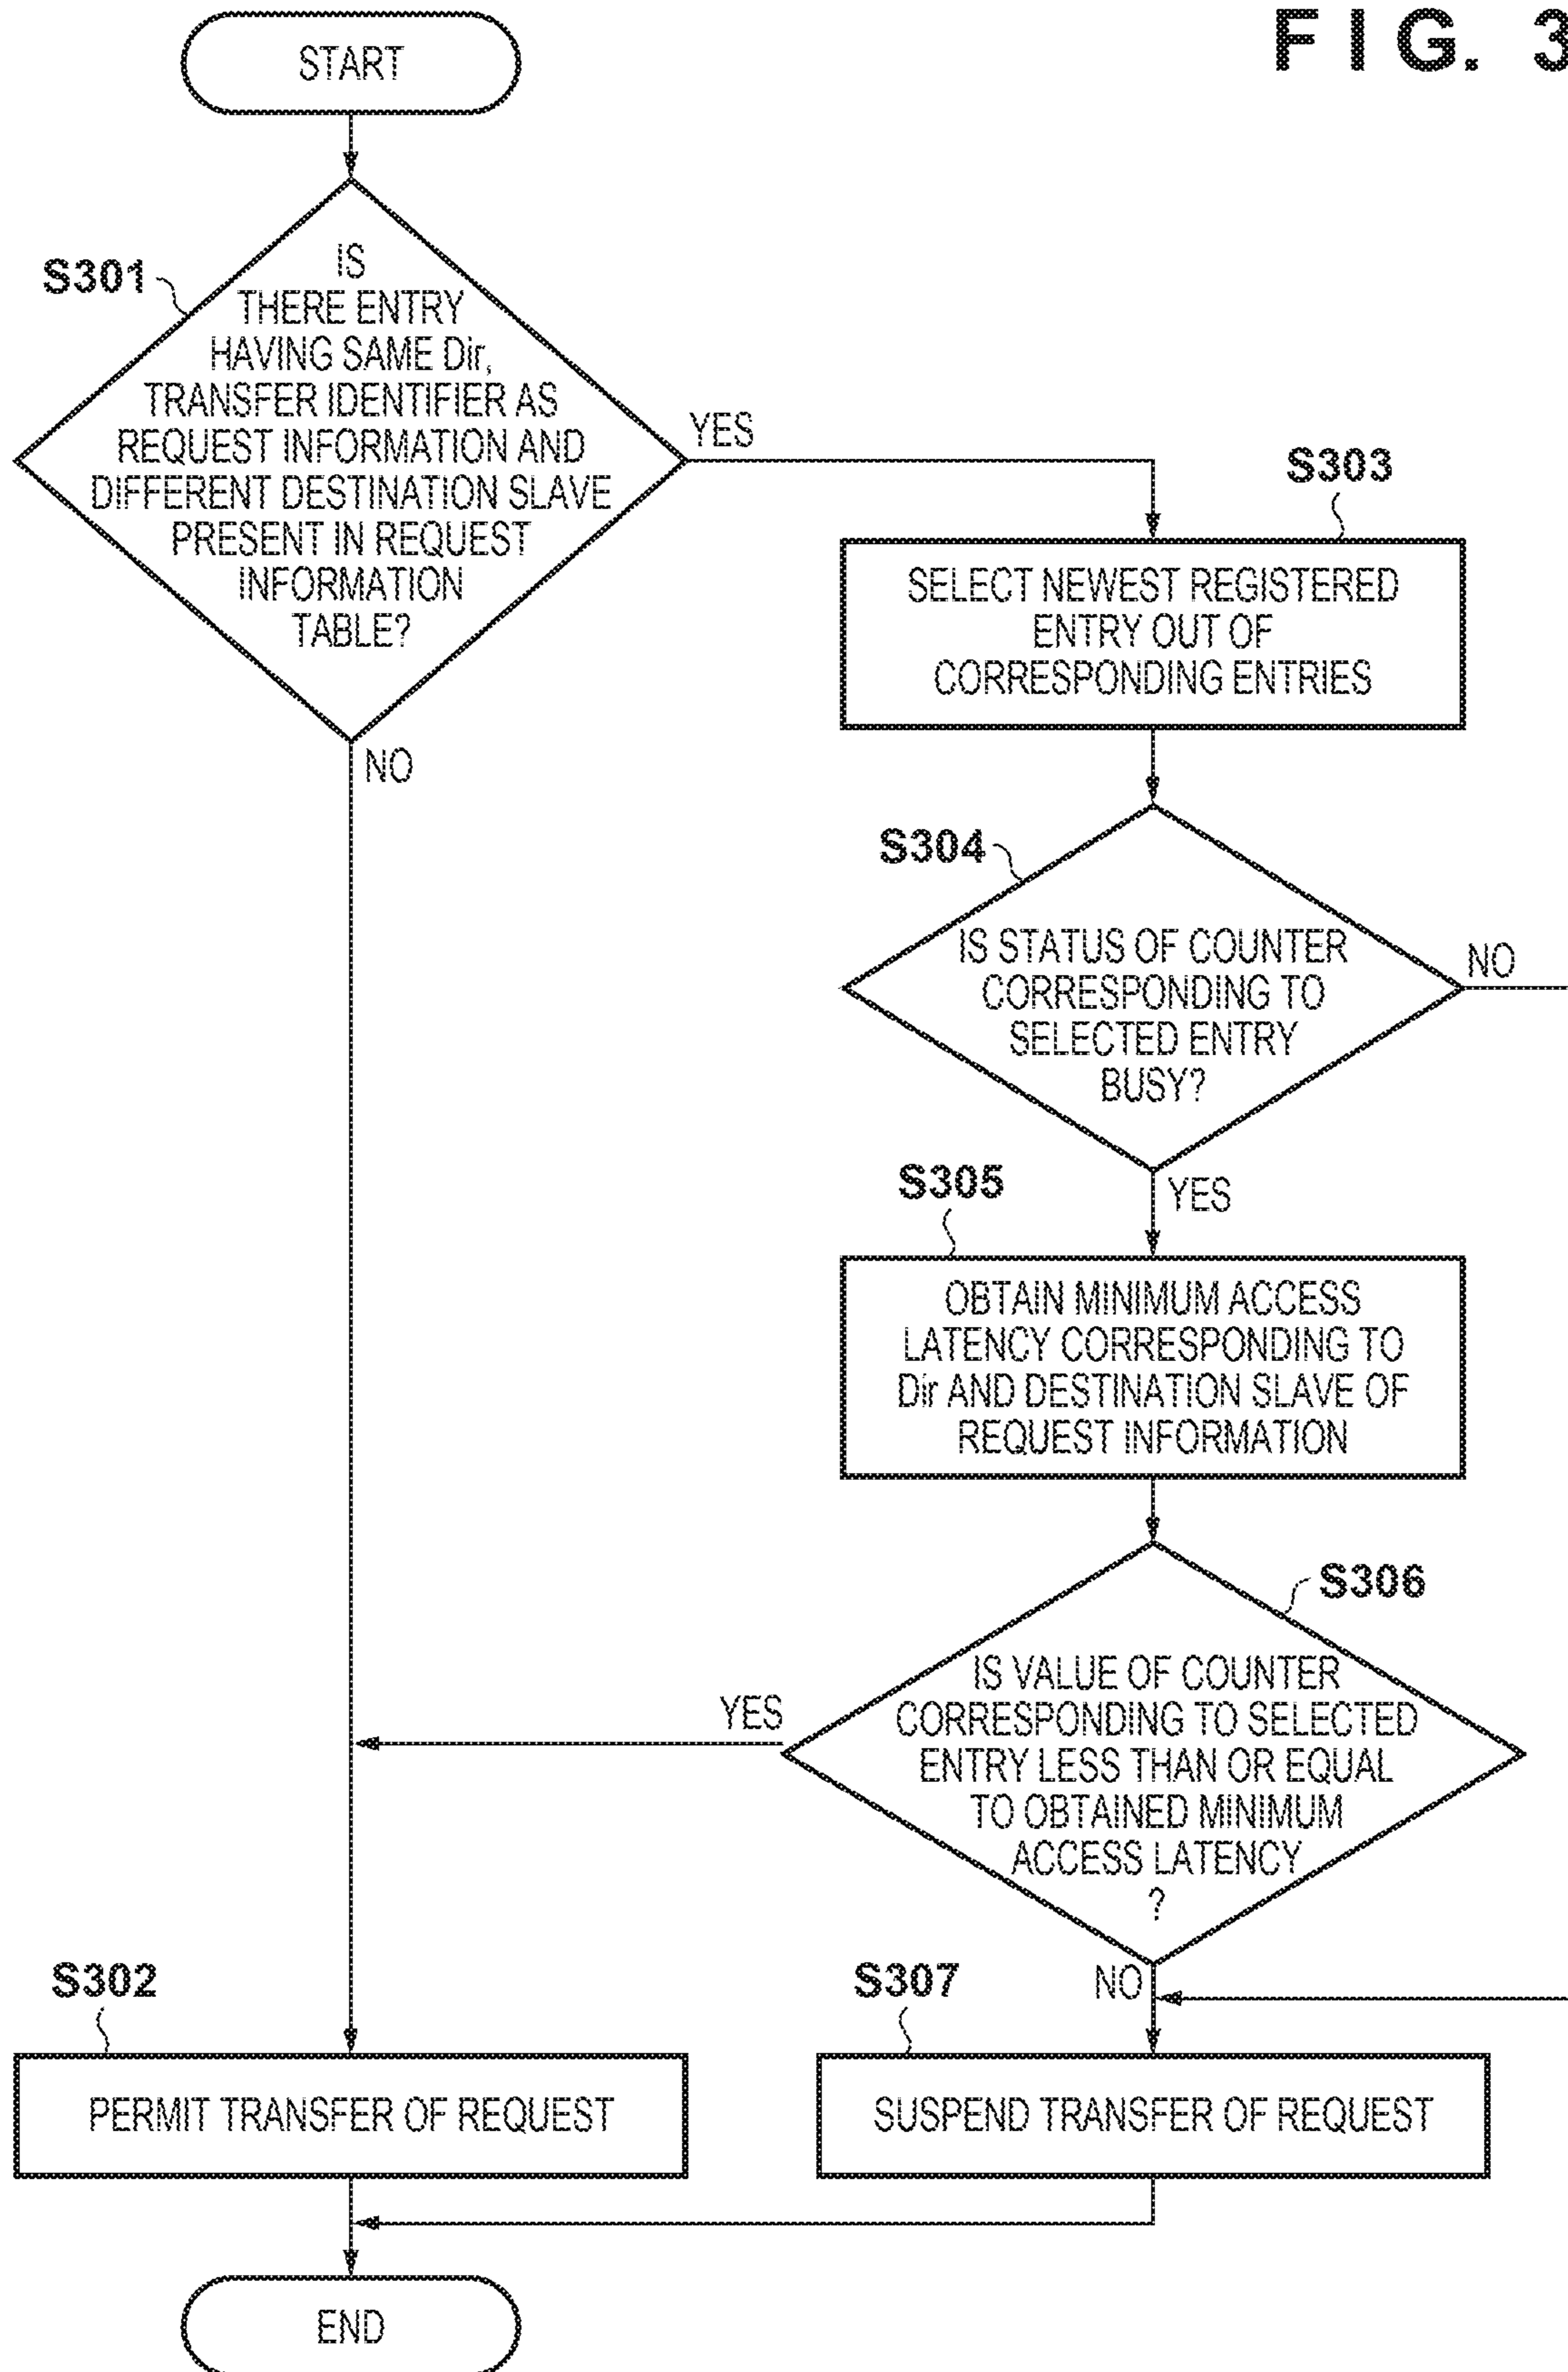 FIG. 3
START
S301
IS
THERE ENTRY
HAVING SAME Dir,
TRANSFER IDENTIFIER AS
REQUEST INFORMATION AND
DIFFERENT DESTINATION SLAVE
PRESENT IN REQUEST
INFORMATION
TABLE?
YES
NO
S303
SELECT NEWEST REGISTERED
ENTRY OUT OF
CORRESPONDING ENTRIES
S304
IS STATUS OF COUNTER
CORRESPONDING TO
SELECTED ENTRY
BUSY?
NO
YES
S305
OBTAIN MINIMUM ACCESS
LATENCY CORRESPONDING TO
Dir AND DESTINATION SLAVE OF
REQUEST INFORMATION
S306
IS VALUE OF COUNTER
CORRESPONDING TO SELECTED
ENTRY LESS THAN OR EQUAL
TO OBTAINED MINIMUM
ACCESS LATENCY
?
YES
NO
S302
PERMIT TRANSFER OF REQUEST
S307
SUSPEND TRANSFER OF REQUEST
END